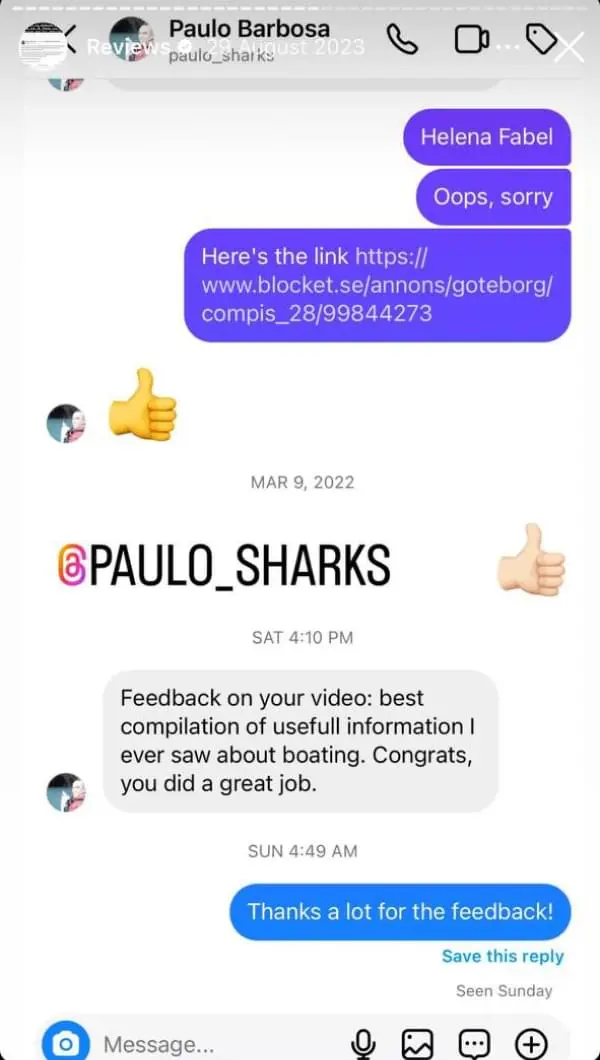 Paulo Barbosa
Reviews 29 August 2023
paulo_sharks
Helena Fabel
Oops, sorry
Here's the link https://
www.blocket.se/annons/goteborg/
compis_28/99844273
MAR 9, 2022
@PAULO_SHARKS
SAT 4:10 PM
Feedback on your video: best
compilation of usefull information I
ever saw about boating. Congrats,
you did a great job.
SUN 4:49 AM
Thanks a lot for the feedback!
Save this reply
Seen Sunday
Message...